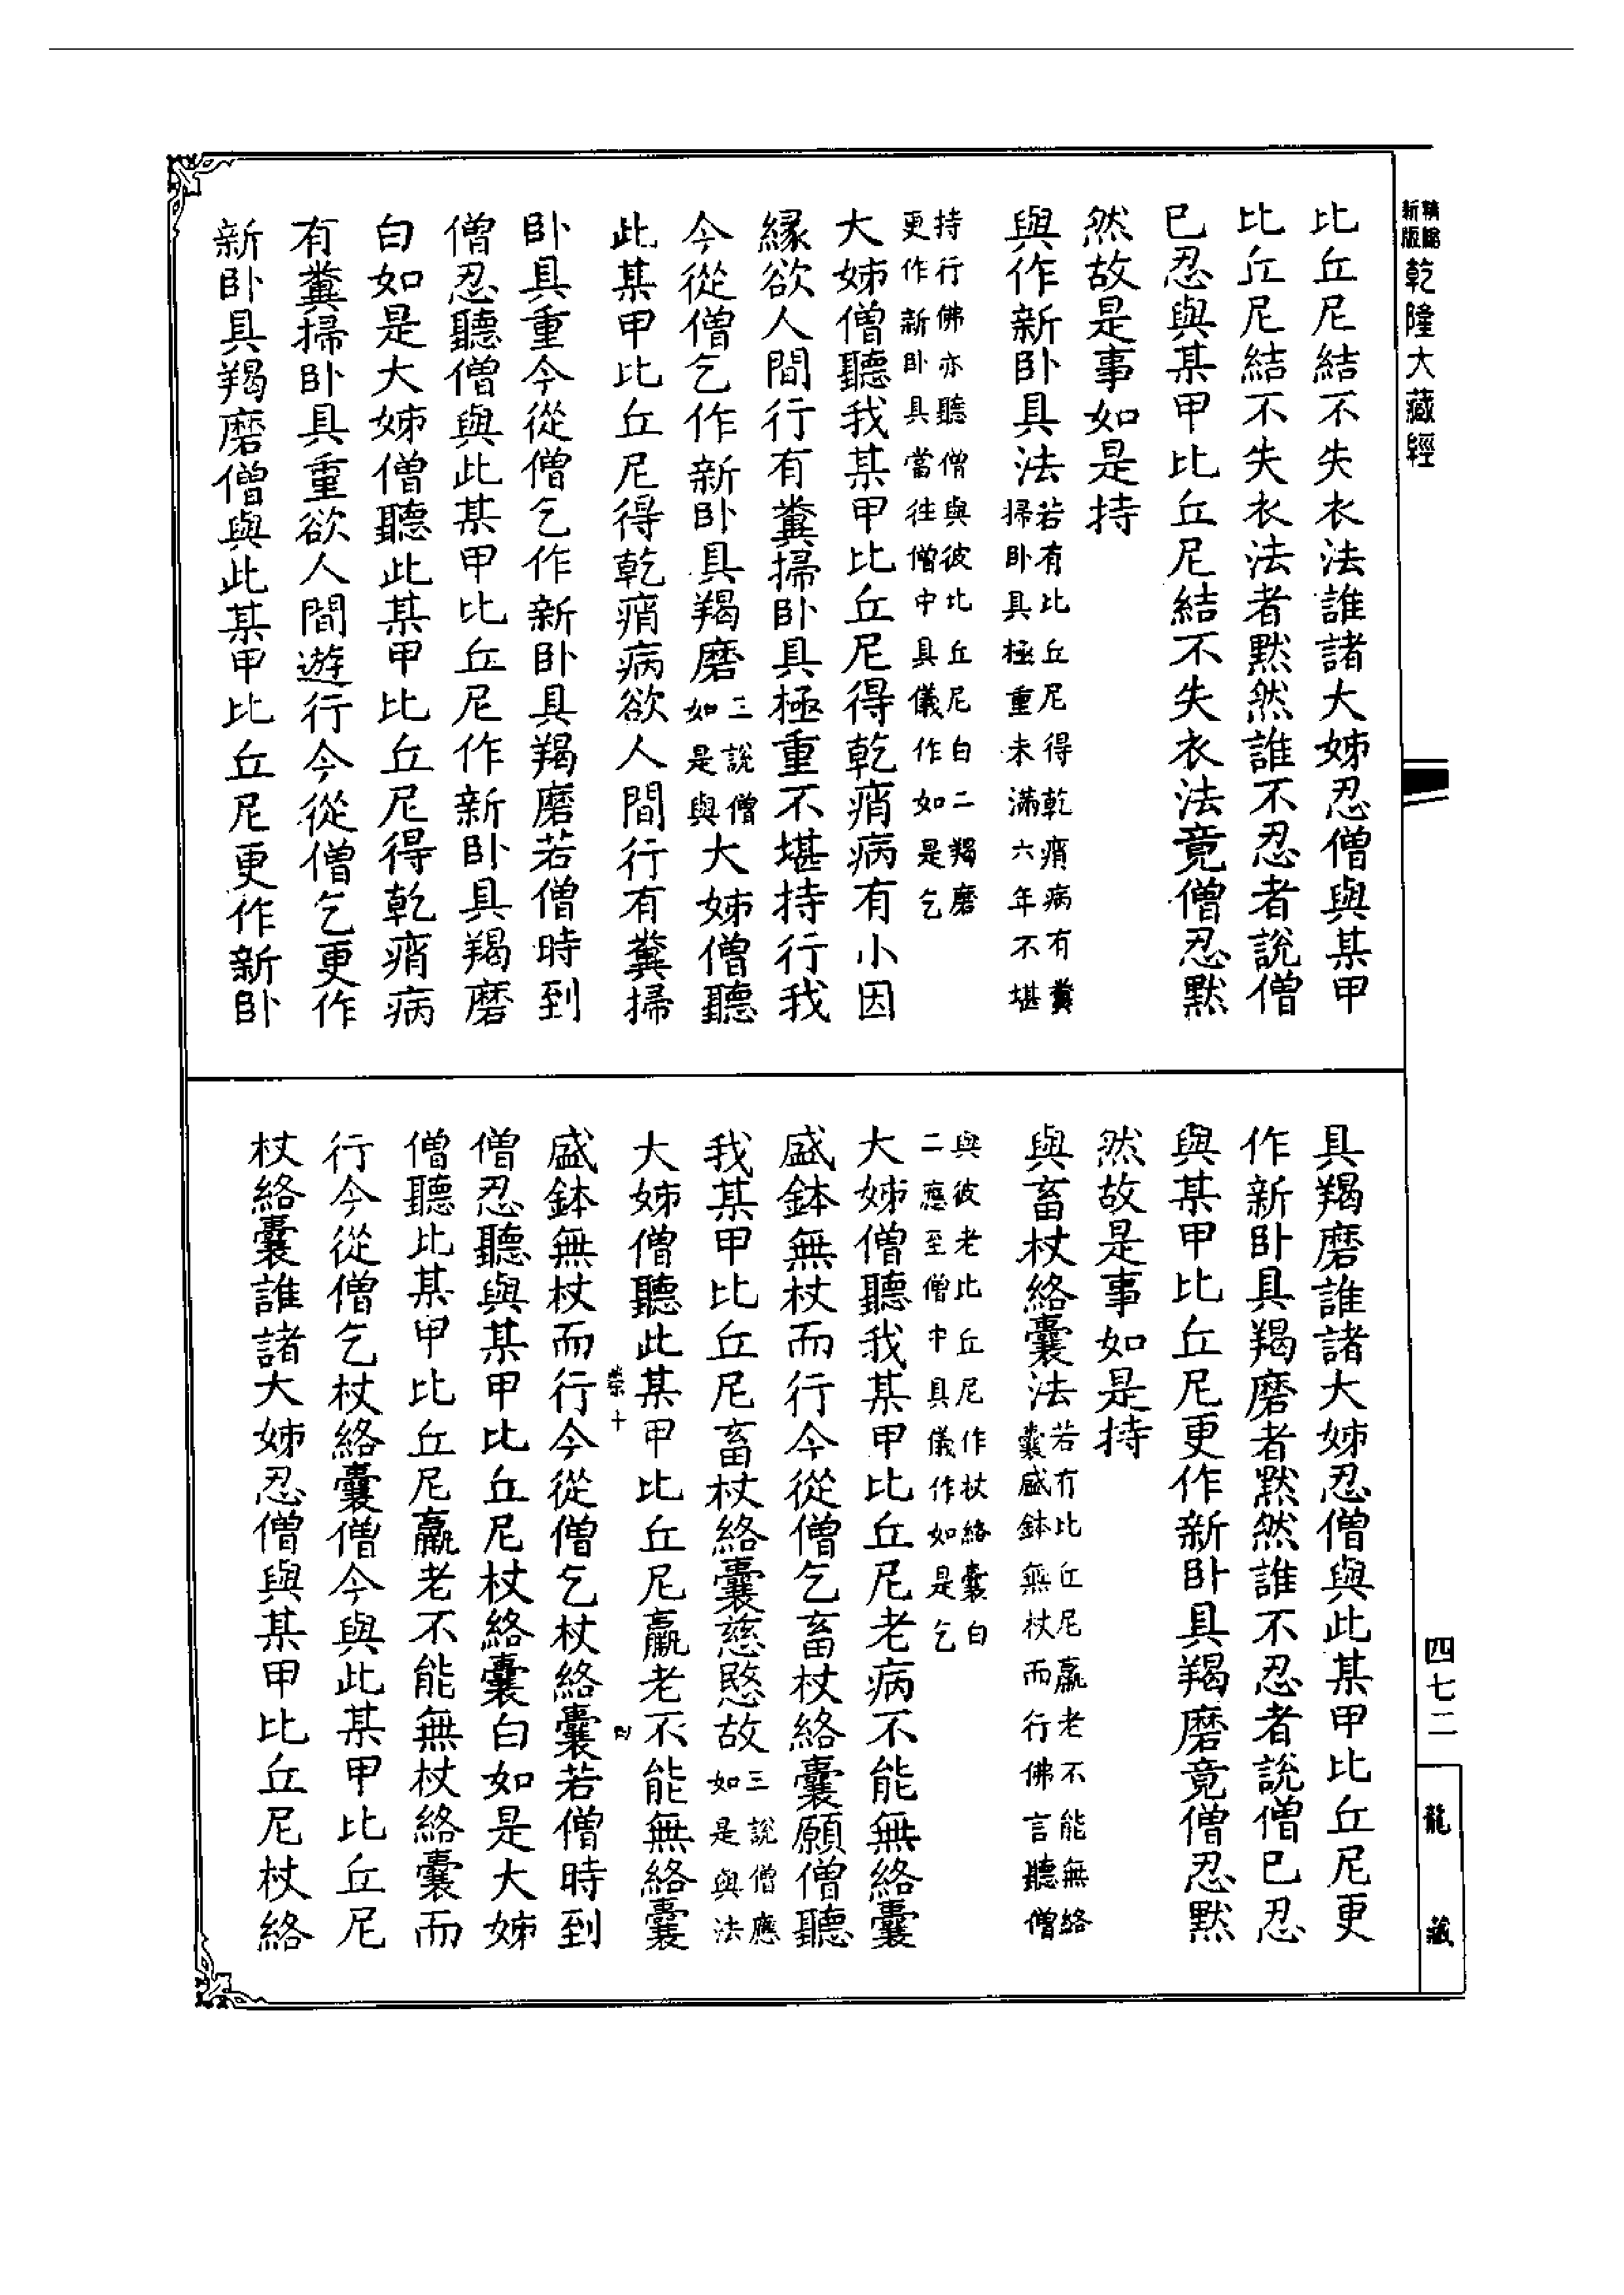 精縮新版乾隆大藏經
比丘尼結不失衣法誰諸大姊忍僧與某甲
比丘尼結不失衣法者默然誰不忍者說僧
已忍與某甲比丘尼結不失衣法竟僧忍默
然故是事如是持
與作新卧具法若有比丘尼得乾痟病有糞
掃卧具極重未滿六年不堪
持行佛亦聽僧與彼比丘尼白二羯磨
更作新卧具當往僧中具儀作如是乞
大姊僧聽我某甲比丘尼得乾痟病有小因
緣欲人間行有糞掃卧具極重不堪持行我
今從僧乞作新卧具羯磨三說僧如是與大姊僧聽
此某甲比丘尼得乾痟病欲人間行有糞掃
卧具重今從僧乞作新卧具羯磨若僧時到
僧忍聽僧與此某甲比丘尼作新卧具羯磨
白如是大姊僧聽此某甲比丘尼得乾痟病
有糞掃卧具重欲人間遊行今從僧乞更作
新卧具羯磨僧與此某甲比丘尼更作新卧
具羯磨誰諸大姊忍僧與此某甲比丘尼更
作新卧具羯磨者默然誰不忍者說僧已忍
與某甲比丘尼更作新卧具羯磨竟僧忍默
然故是事如是持
與畜杖絡囊法若有比丘尼羸老不能無絡
囊盛鉢無杖而行佛言聽僧
與彼老比丘尼作杖絡囊白
二應至僧中具儀作如是乞
大姊僧聽我某甲比丘尼老病不能無絡囊
盛鉢無杖而行今從僧乞畜杖絡囊願僧聽
我某甲比丘尼畜杖絡囊慈愍故三說僧應如是與法
大姊僧聽此某甲比丘尼羸老不能無絡囊
盛鉢無杖而行今從僧乞杖絡囊若僧時到
僧忍聽與某甲比丘尼杖絡囊白如是大姊
僧聽此某甲比丘尼羸老不能無杖絡囊而
行今從僧乞杖絡囊僧今與此某甲比丘尼
杖絡囊誰諸大姊忍僧與某甲比丘尼杖絡
四七二
龍藏